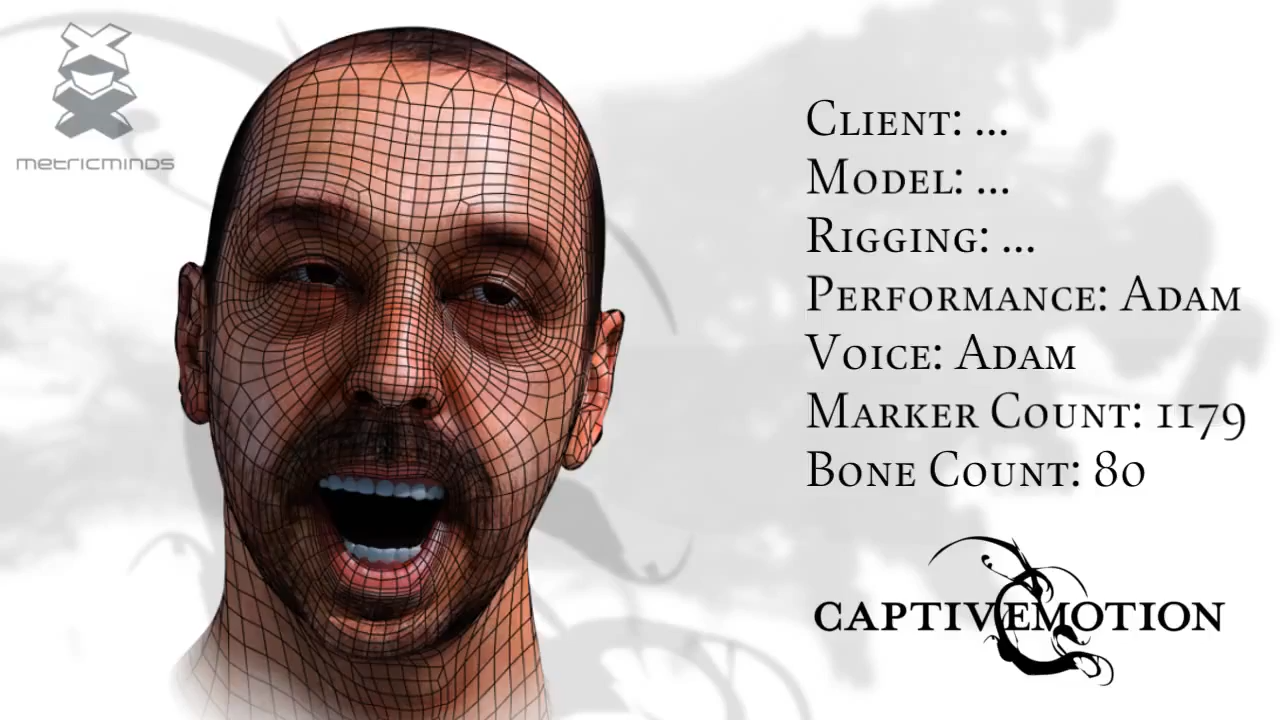 metricminds
Client: ...
Model: ...
Rigging: ...
Performance: Adam
Voice: Adam
Marker Count: 1179
Bone Count: 80
CAPTIVEMOTION